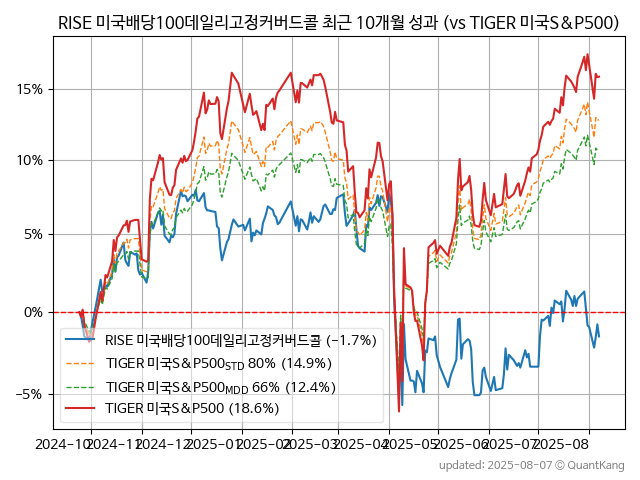 RISE 미국배당100데일리고정커버드콜 최근 10개월 성과 (vs TIGER 미국S&P500)
15%
10%
5%
0%
−5%
RISE 미국배당100데일리고정커버드콜 (−1.7%)
TIGER 미국S&P500STD 80% (14.9%)
TIGER 미국S&P500MDD 66% (12.4%)
TIGER 미국S&P500 (18.6%)
2024-10 2024-11 2024-12 2025-01 2025-02 2025-03 2025-04 2025-05 2025-06 2025-07 2025-08
updated: 2025-08-07 © QuantKang